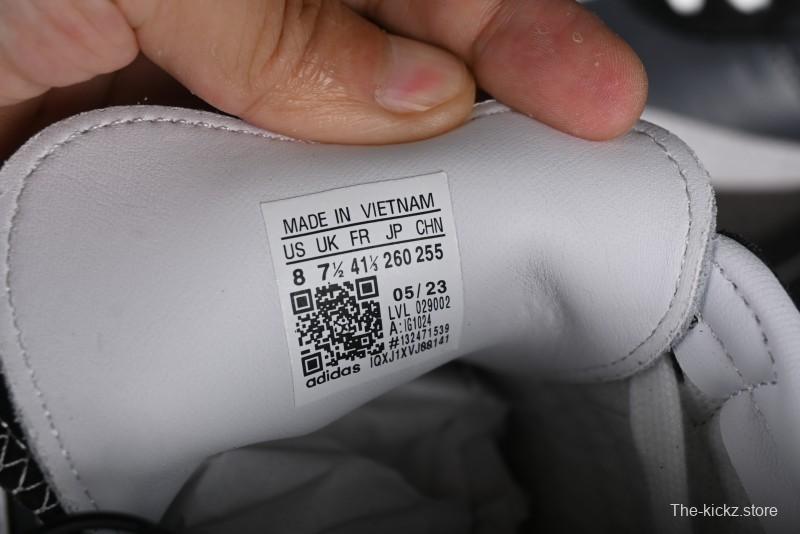 MADE IN VIETNAM
US UK FR JP CHN
8 7½ 41⅓ 260 255
05/23
LVL 029002
A:IG1024
#132471539
IQXJ1XVJ88141
adidas
The-kickz.store